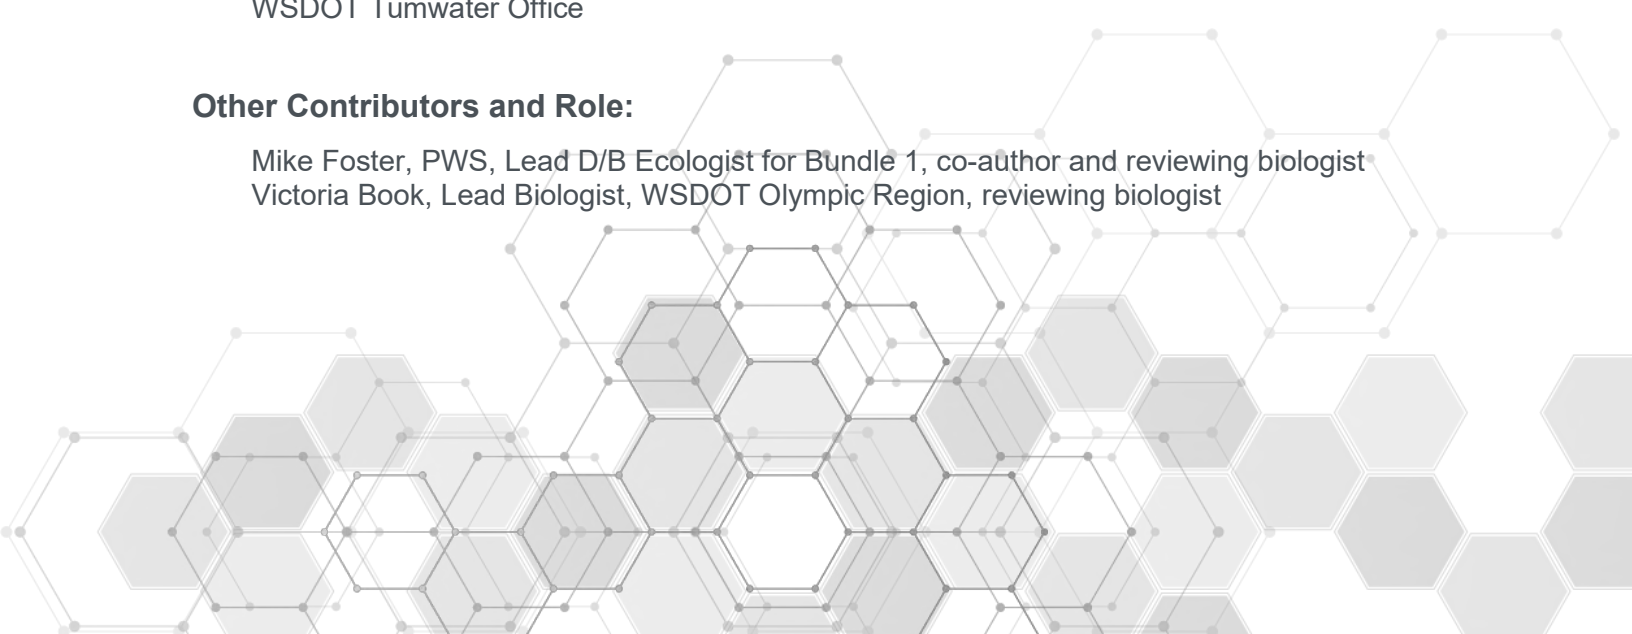 WSDOT Tumwater Office
Other Contributors and Role:
Mike Foster, PWS, Lead D/B Ecologist for Bundle 1, co-author and reviewing biologist
Victoria Book, Lead Biologist, WSDOT Olympic Region, reviewing biologist